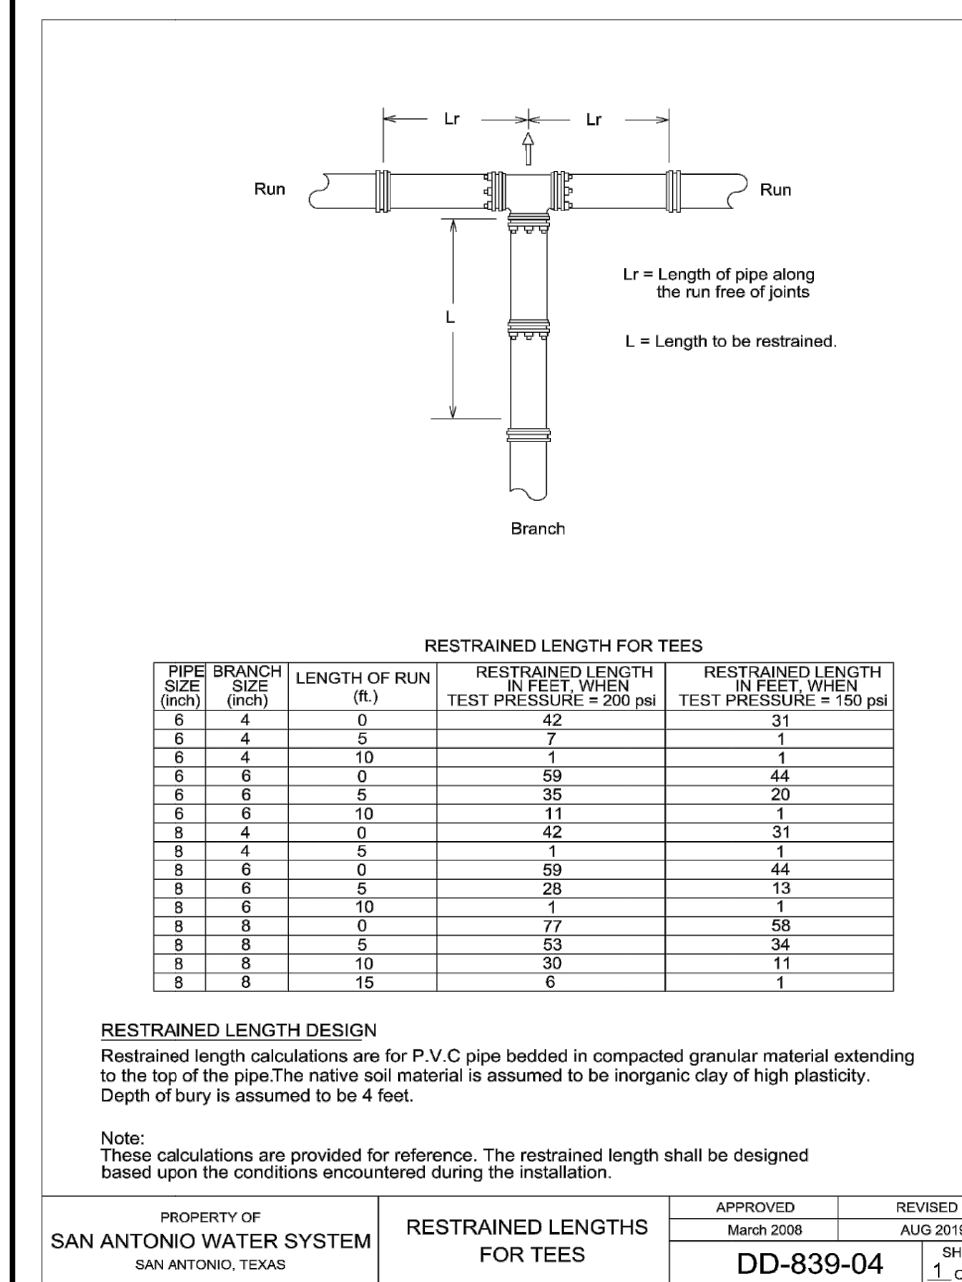 Lr Lr
Run Run
Lr = Length of pipe along
the run free of joints
L
L = Length to be restrained.
Branch
RESTRAINED LENGTH FOR TEES
PIPE SIZE (inch) BRANCH SIZE (inch) LENGTH OF RUN (ft.) RESTRAINED LENGTH IN FEET, WHEN TEST PRESSURE = 200 psi RESTRAINED LENGTH IN FEET, WHEN TEST PRESSURE = 150 psi
6 4 0 42 31
6 4 5 7 1
6 4 10 1 1
6 6 0 59 44
6 6 5 35 20
6 6 10 11 1
8 4 0 42 31
8 4 5 1 1
8 6 0 59 44
8 6 5 28 13
8 6 10 1 1
8 8 0 77 58
8 8 5 53 34
8 8 10 30 11
8 8 15 6 1
RESTRAINED LENGTH DESIGN
Restrained length calculations are for P.V.C pipe bedded in compacted granular material extending
to the top of the pipe.The native soil material is assumed to be inorganic clay of high plasticity.
Depth of bury is assumed to be 4 feet.
Note:
These calculations are provided for reference. The restrained length shall be designed
based upon the conditions encountered during the installation.
PROPERTY OF
SAN ANTONIO WATER SYSTEM
SAN ANTONIO, TEXAS
RESTRAINED LENGTHS
FOR TEES
APPROVED REVISED
March 2008 AUG 2019
DD-839-04
1